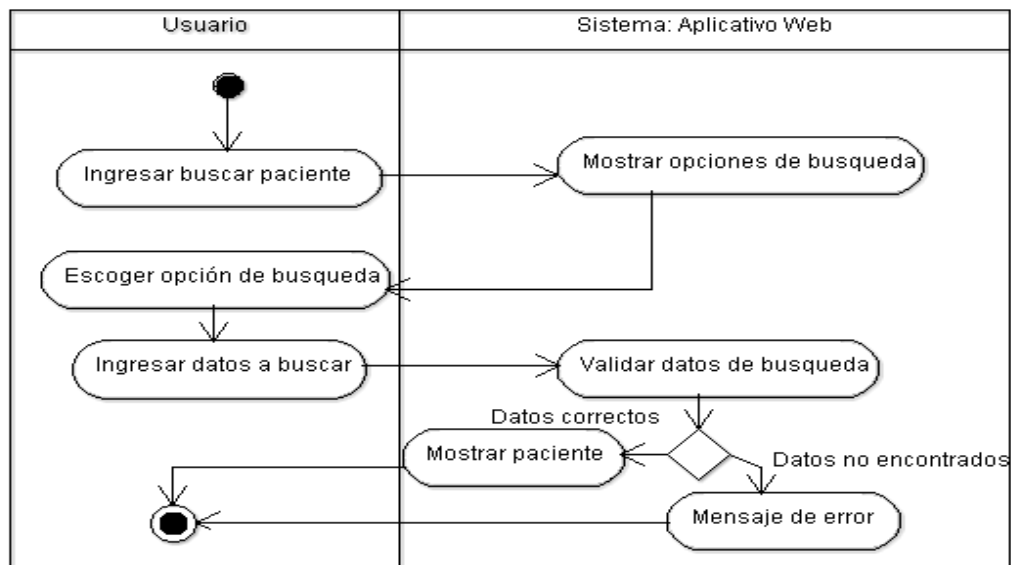 Usuario
Sistema: Aplicativo Web
Ingresar buscar paciente
Mostrar opciones de busqueda
Escoger opción de busqueda
Ingresar datos a buscar
Validar datos de busqueda
Datos correctos
Mostrar paciente
Datos no encontrados
Mensaje de error